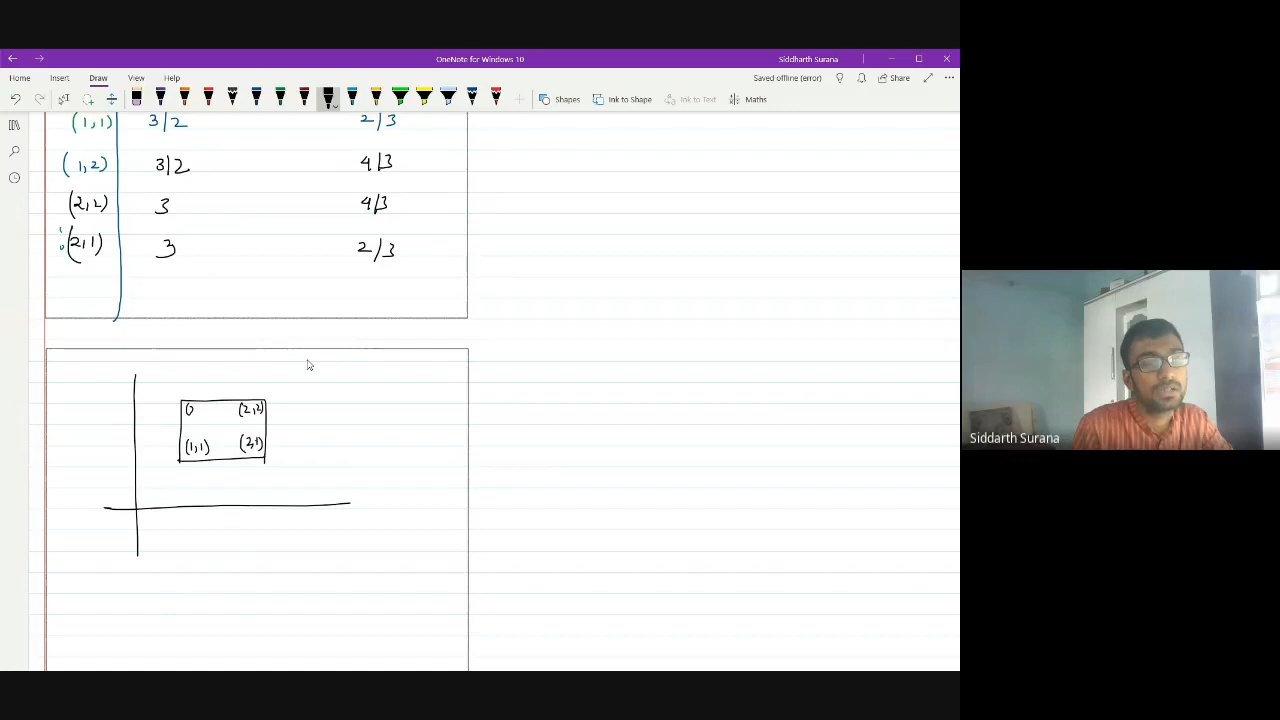 OneNote for Windows 10
Siddharth Surana
Home Insert Draw View Help
Saved offline (error)
Share
Shapes
Ink to Shape
Ink to Text
Maths
(1,1) 3/2 2/3
(1,2) 3/2 4/3
(2,2) 3 4/3
(2,1) 3 2/3
(2,2)
(1,1) (2,1)
Siddarth Surana